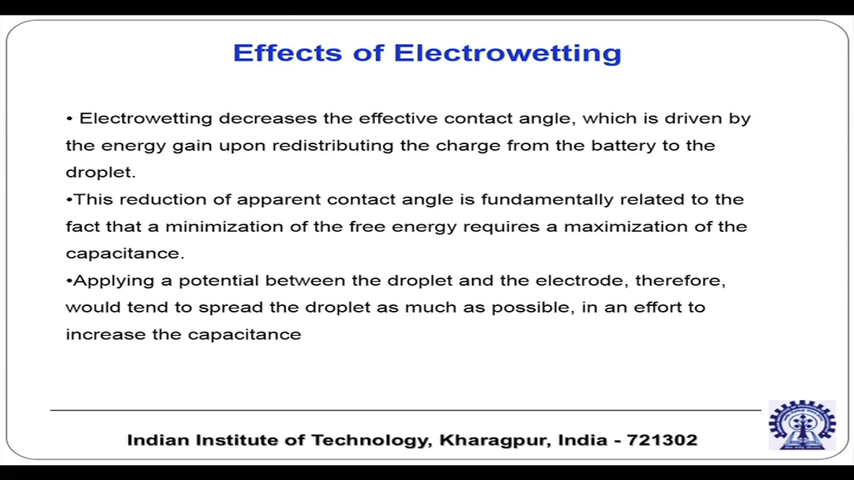 Effects of Electrowetting
• Electrowetting decreases the effective contact angle, which is driven by
the energy gain upon redistributing the charge from the battery to the
droplet.
•This reduction of apparent contact angle is fundamentally related to the
fact that a minimization of the free energy requires a maximization of the
capacitance.
•Applying a potential between the droplet and the electrode, therefore,
would tend to spread the droplet as much as possible, in an effort to
increase the capacitance
Indian Institute of Technology, Kharagpur, India - 721302